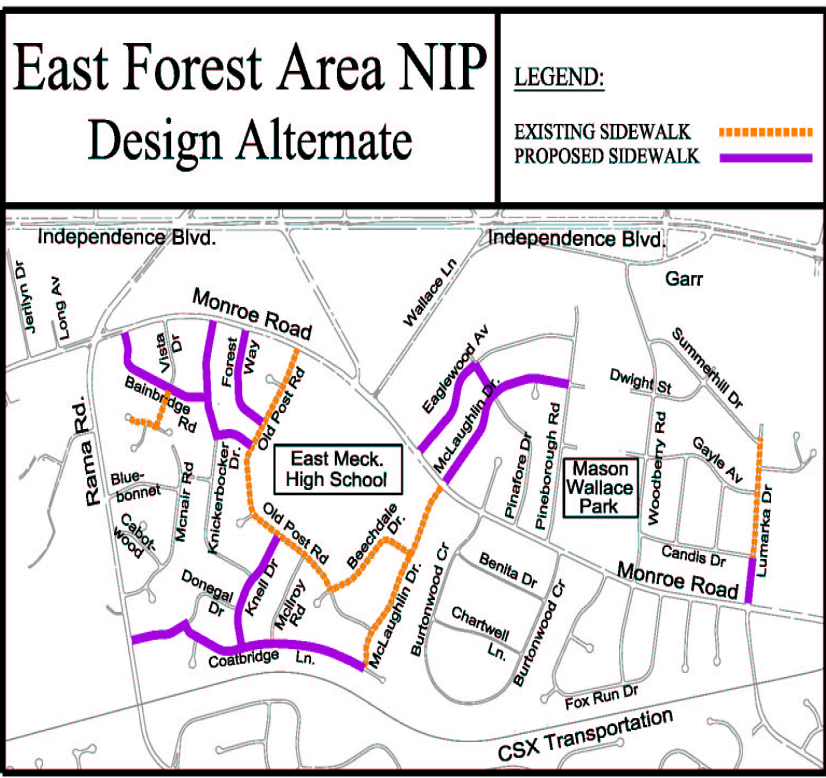 East Forest Area NIP
Design Alternate
LEGEND:
EXISTING SIDEWALK
PROPOSED SIDEWALK
Independence Blvd.
Independence Blvd.
Jerilyn Dr
Long Av
Garr
Wallace Ln
Monroe Road
Vista
Dr
Forest
Way
Eaglewood Av
Summerhill Dr
Bainbridge
Rd
Old Post Rd
McLaughlin Dr.
Dwight St
Rama Rd.
Pinafore Dr
Pineborough Rd
Woodberry Rd
Gayle Av
East Meck.
High School
Mason
Wallace
Park
Blue-
bonnet
Mcnair Rd
Knickerbocker
Dr.
Lumarka Dr
Cabot-
wood
Old Post Rd
Beechdale
Dr.
Candis Dr
Monroe Road
Donegal
Dr
Knell Dr
Mcilroy
Rd
McLaughlin Dr.
Burtonwood Cr
Benita Dr
Chartwell
Ln.
Burtonwood Cr
Coatbridge Ln.
Fox Run Dr
CSX Transportation